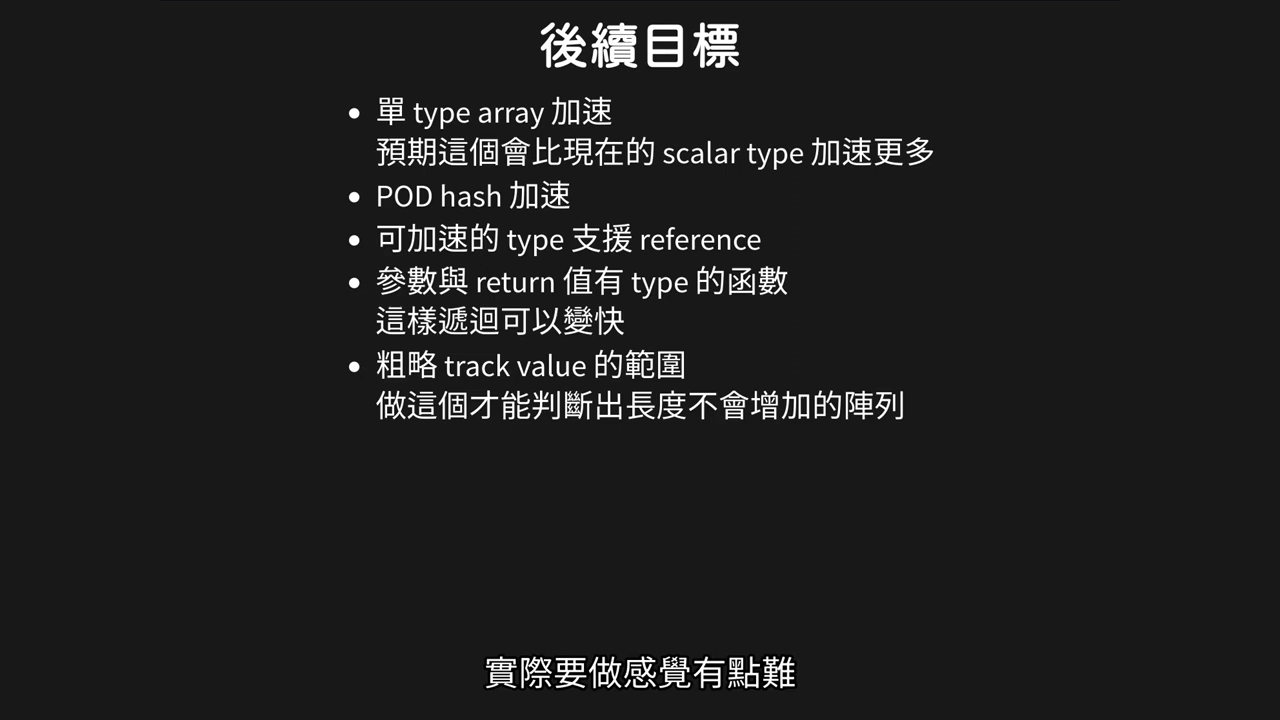 後續目標
• 單 type array 加速
預期這個會比現在的 scalar type 加速更多
• POD hash 加速
• 可加速的 type 支援 reference
• 參數與 return 值有 type 的函數
這樣遞迴可以變快
• 粗略 track value 的範圍
做這個才能判斷出長度不會增加的陣列
實際要做感覺有點難